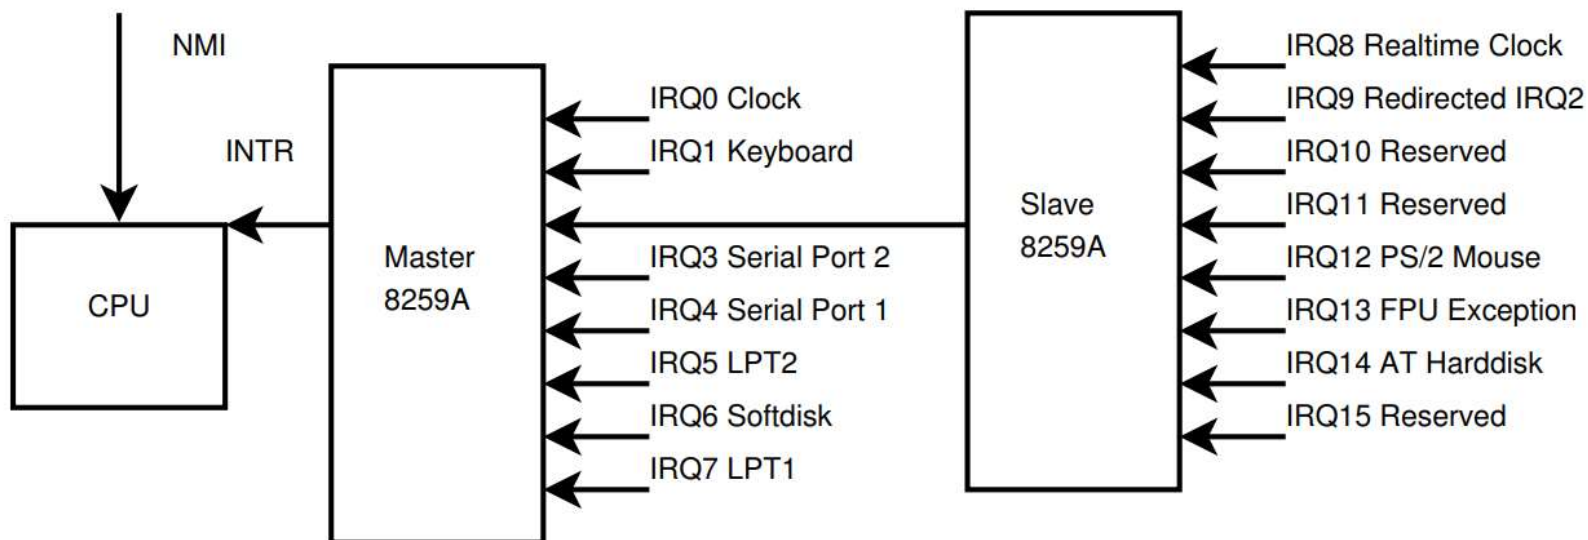 NMI
INTR
CPU
Master
8259A
IRQ0 Clock
IRQ1 Keyboard
IRQ3 Serial Port 2
IRQ4 Serial Port 1
IRQ5 LPT2
IRQ6 Softdisk
IRQ7 LPT1
Slave
8259A
IRQ8 Realtime Clock
IRQ9 Redirected IRQ2
IRQ10 Reserved
IRQ11 Reserved
IRQ12 PS/2 Mouse
IRQ13 FPU Exception
IRQ14 AT Harddisk
IRQ15 Reserved